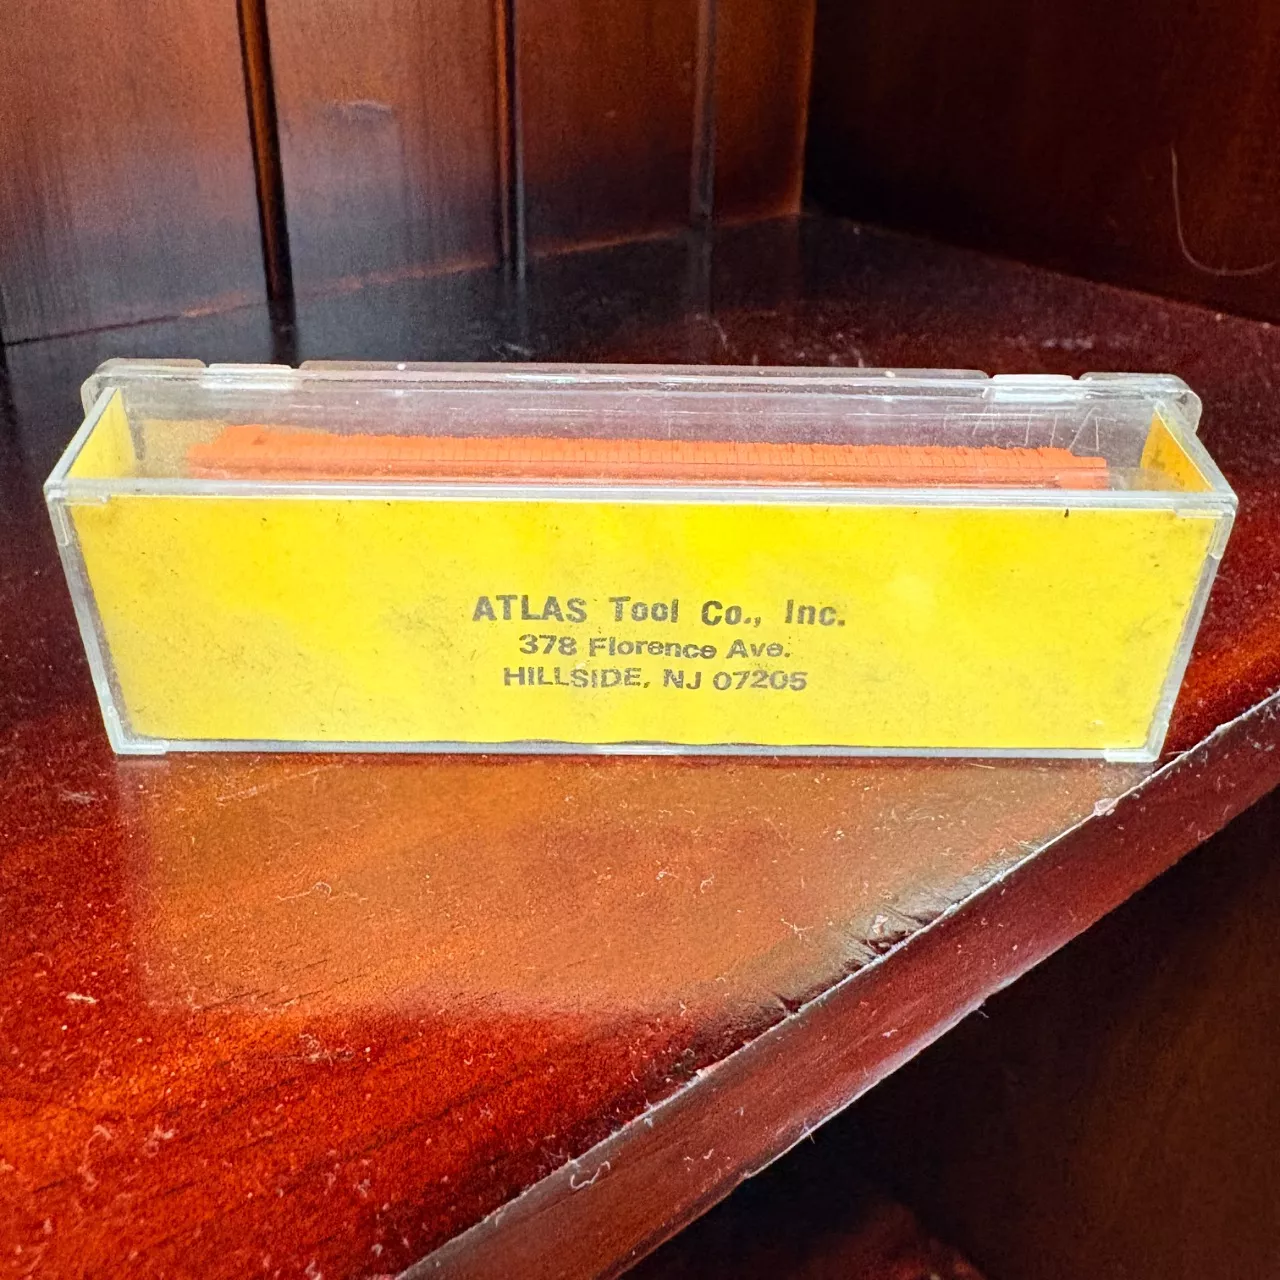 ATLAS Tool Co., Inc.
378 Florence Ave.
HILLSIDE, NJ 07205